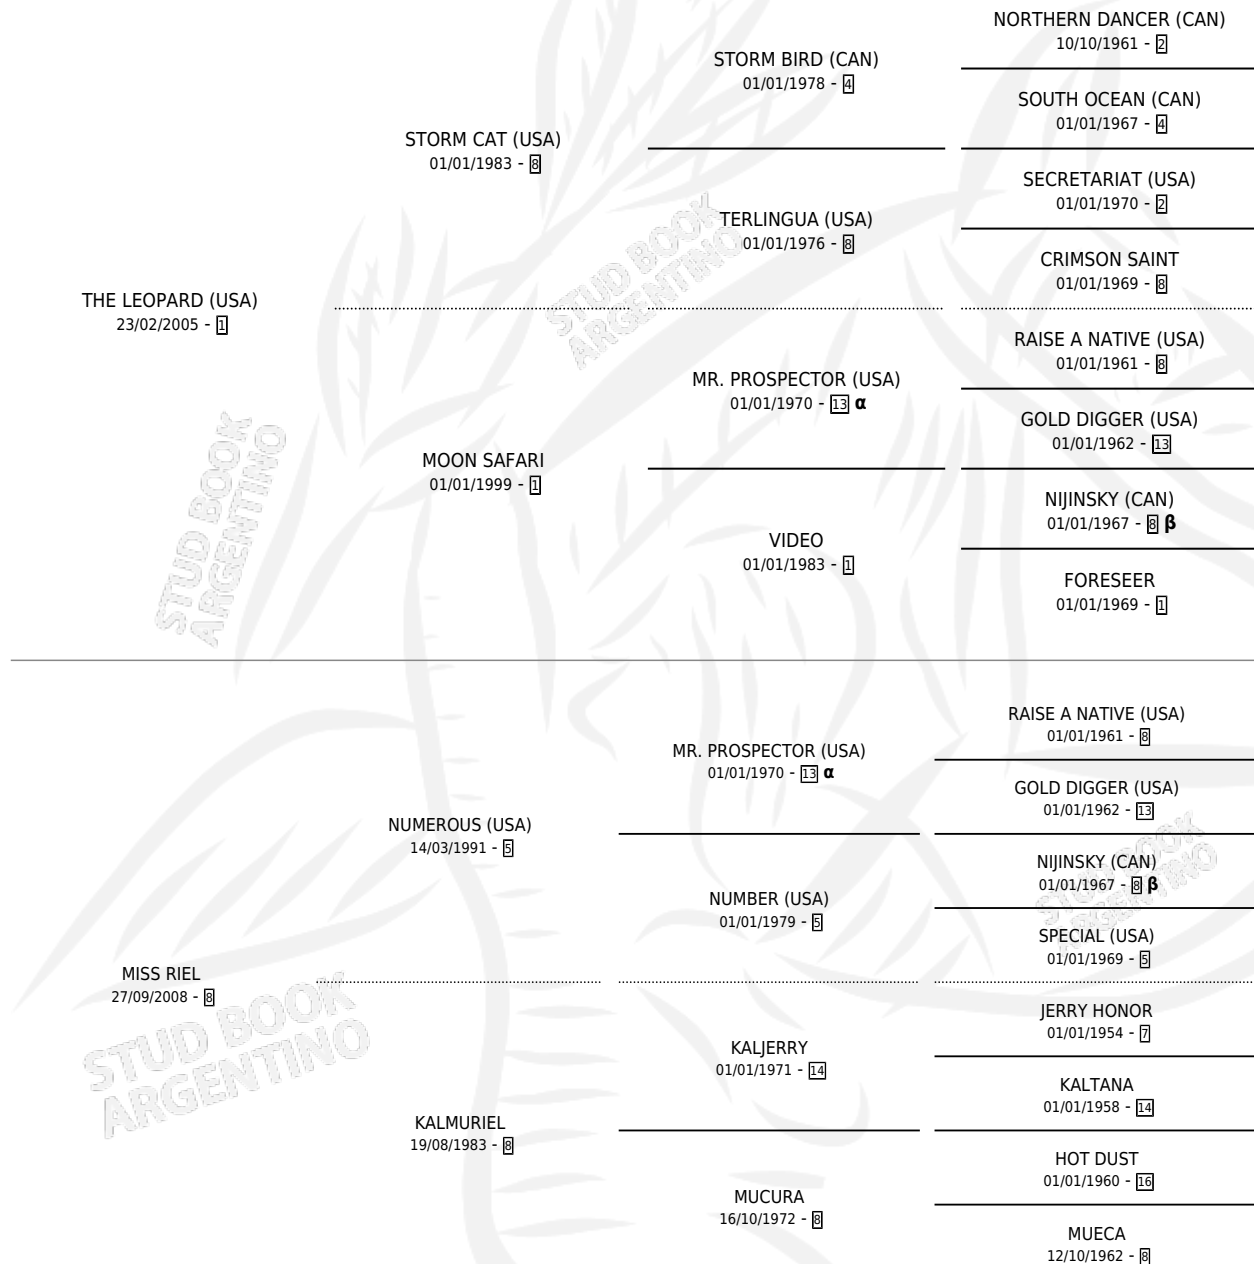 NORTHERN DANCER (CAN)
10/10/1961 - 2
STORM BIRD (CAN)
01/01/1978 - 4
SOUTH OCEAN (CAN)
01/01/1967 - 4
STORM CAT (USA)
01/01/1983 - 8
SECRETARIAT (USA)
01/01/1970 - 2
TERLINGUA (USA)
01/01/1976 - 8
CRIMSON SAINT
01/01/1969 - 8
THE LEOPARD (USA)
23/02/2005 - 1
RAISE A NATIVE (USA)
01/01/1961 - 8
MR. PROSPECTOR (USA)
01/01/1970 - 13 α
GOLD DIGGER (USA)
01/01/1962 - 13
MOON SAFARI
01/01/1999 - 1
NIJINSKY (CAN)
01/01/1967 - 8 β
VIDEO
01/01/1983 - 1
FORESEER
01/01/1969 - 1
RAISE A NATIVE (USA)
01/01/1961 - 8
MR. PROSPECTOR (USA)
01/01/1970 - 13 α
GOLD DIGGER (USA)
01/01/1962 - 13
NUMEROUS (USA)
14/03/1991 - 5
NIJINSKY (CAN)
01/01/1967 - 8 β
NUMBER (USA)
01/01/1979 - 5
SPECIAL (USA)
01/01/1969 - 5
MISS RIEL
27/09/2008 - 8
JERRY HONOR
01/01/1954 - 7
KALJERRY
01/01/1971 - 14
KALTANA
01/01/1958 - 14
KALMURIEL
19/08/1983 - 8
HOT DUST
01/01/1960 - 16
MUCURA
16/10/1972 - 8
MUECA
12/10/1962 - 8
STUD BOOK
ARGENTINO
STUD BOOK
ARGENTINO
STUD BOOK
ARGENTINO
STUD BOOK
ARGENTINO